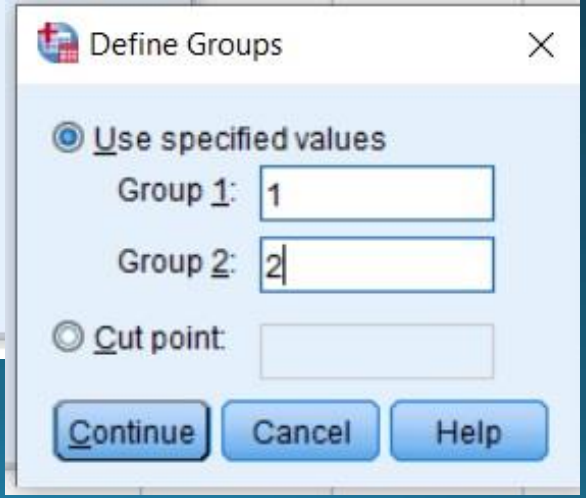 Define Groups
Use specified values
Group 1: 1
Group 2: 2
Cut point:
Continue Cancel Help